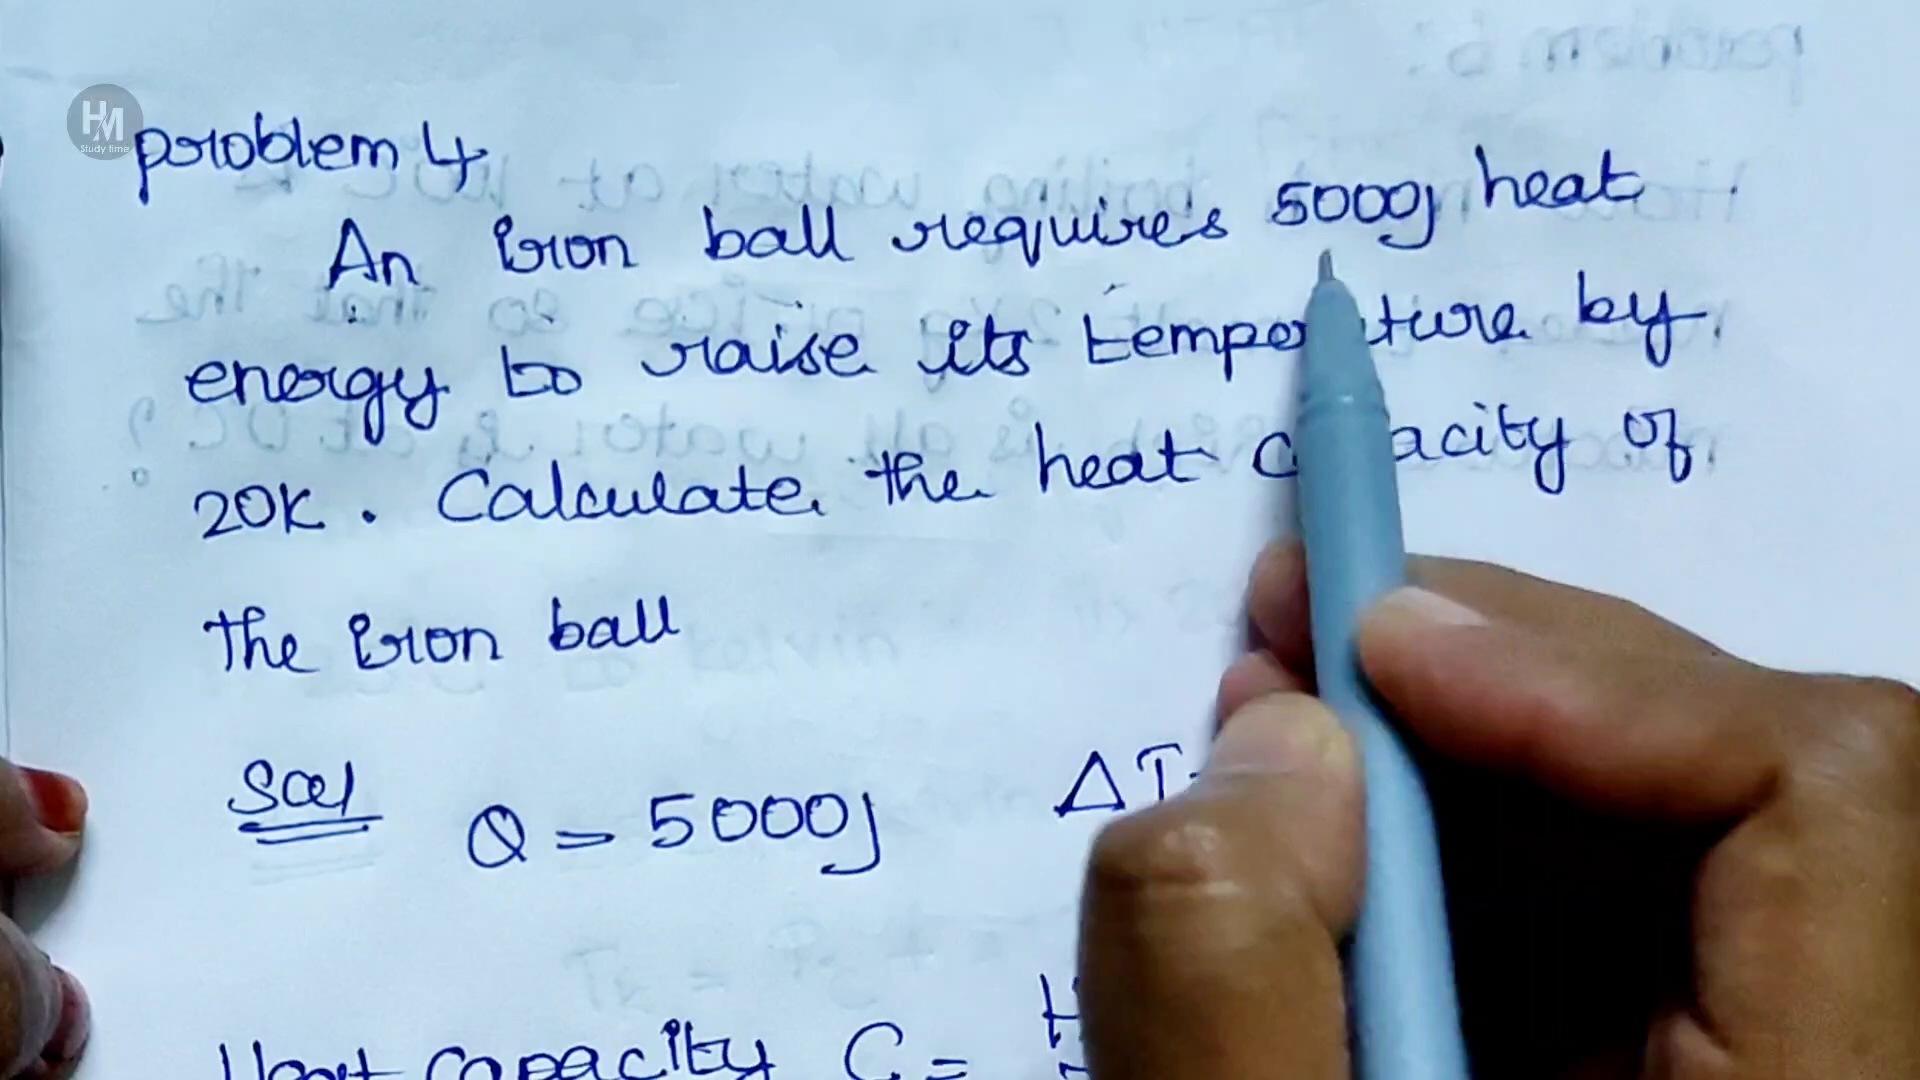 HM
Study time
problem 4
An Iron ball requires 5000J heat
energy to raise its temperature by
20K. Calculate the heat capacity of
the Iron ball
Sol Q = 5000J ΔT
Heat capacity C =